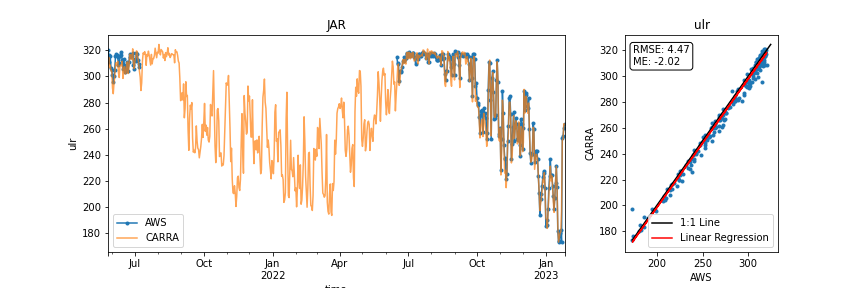 JAR
ulr
320
300
280
260
240
220
200
180
ulr
AWS
CARRA
Jul
Oct
Jan
2022
Apr
Jul
Oct
Jan
2023
time
320
300
280
260
240
220
200
180
CARRA
RMSE: 4.47
ME: -2.02
1:1 Line
Linear Regression
200
250
300
AWS